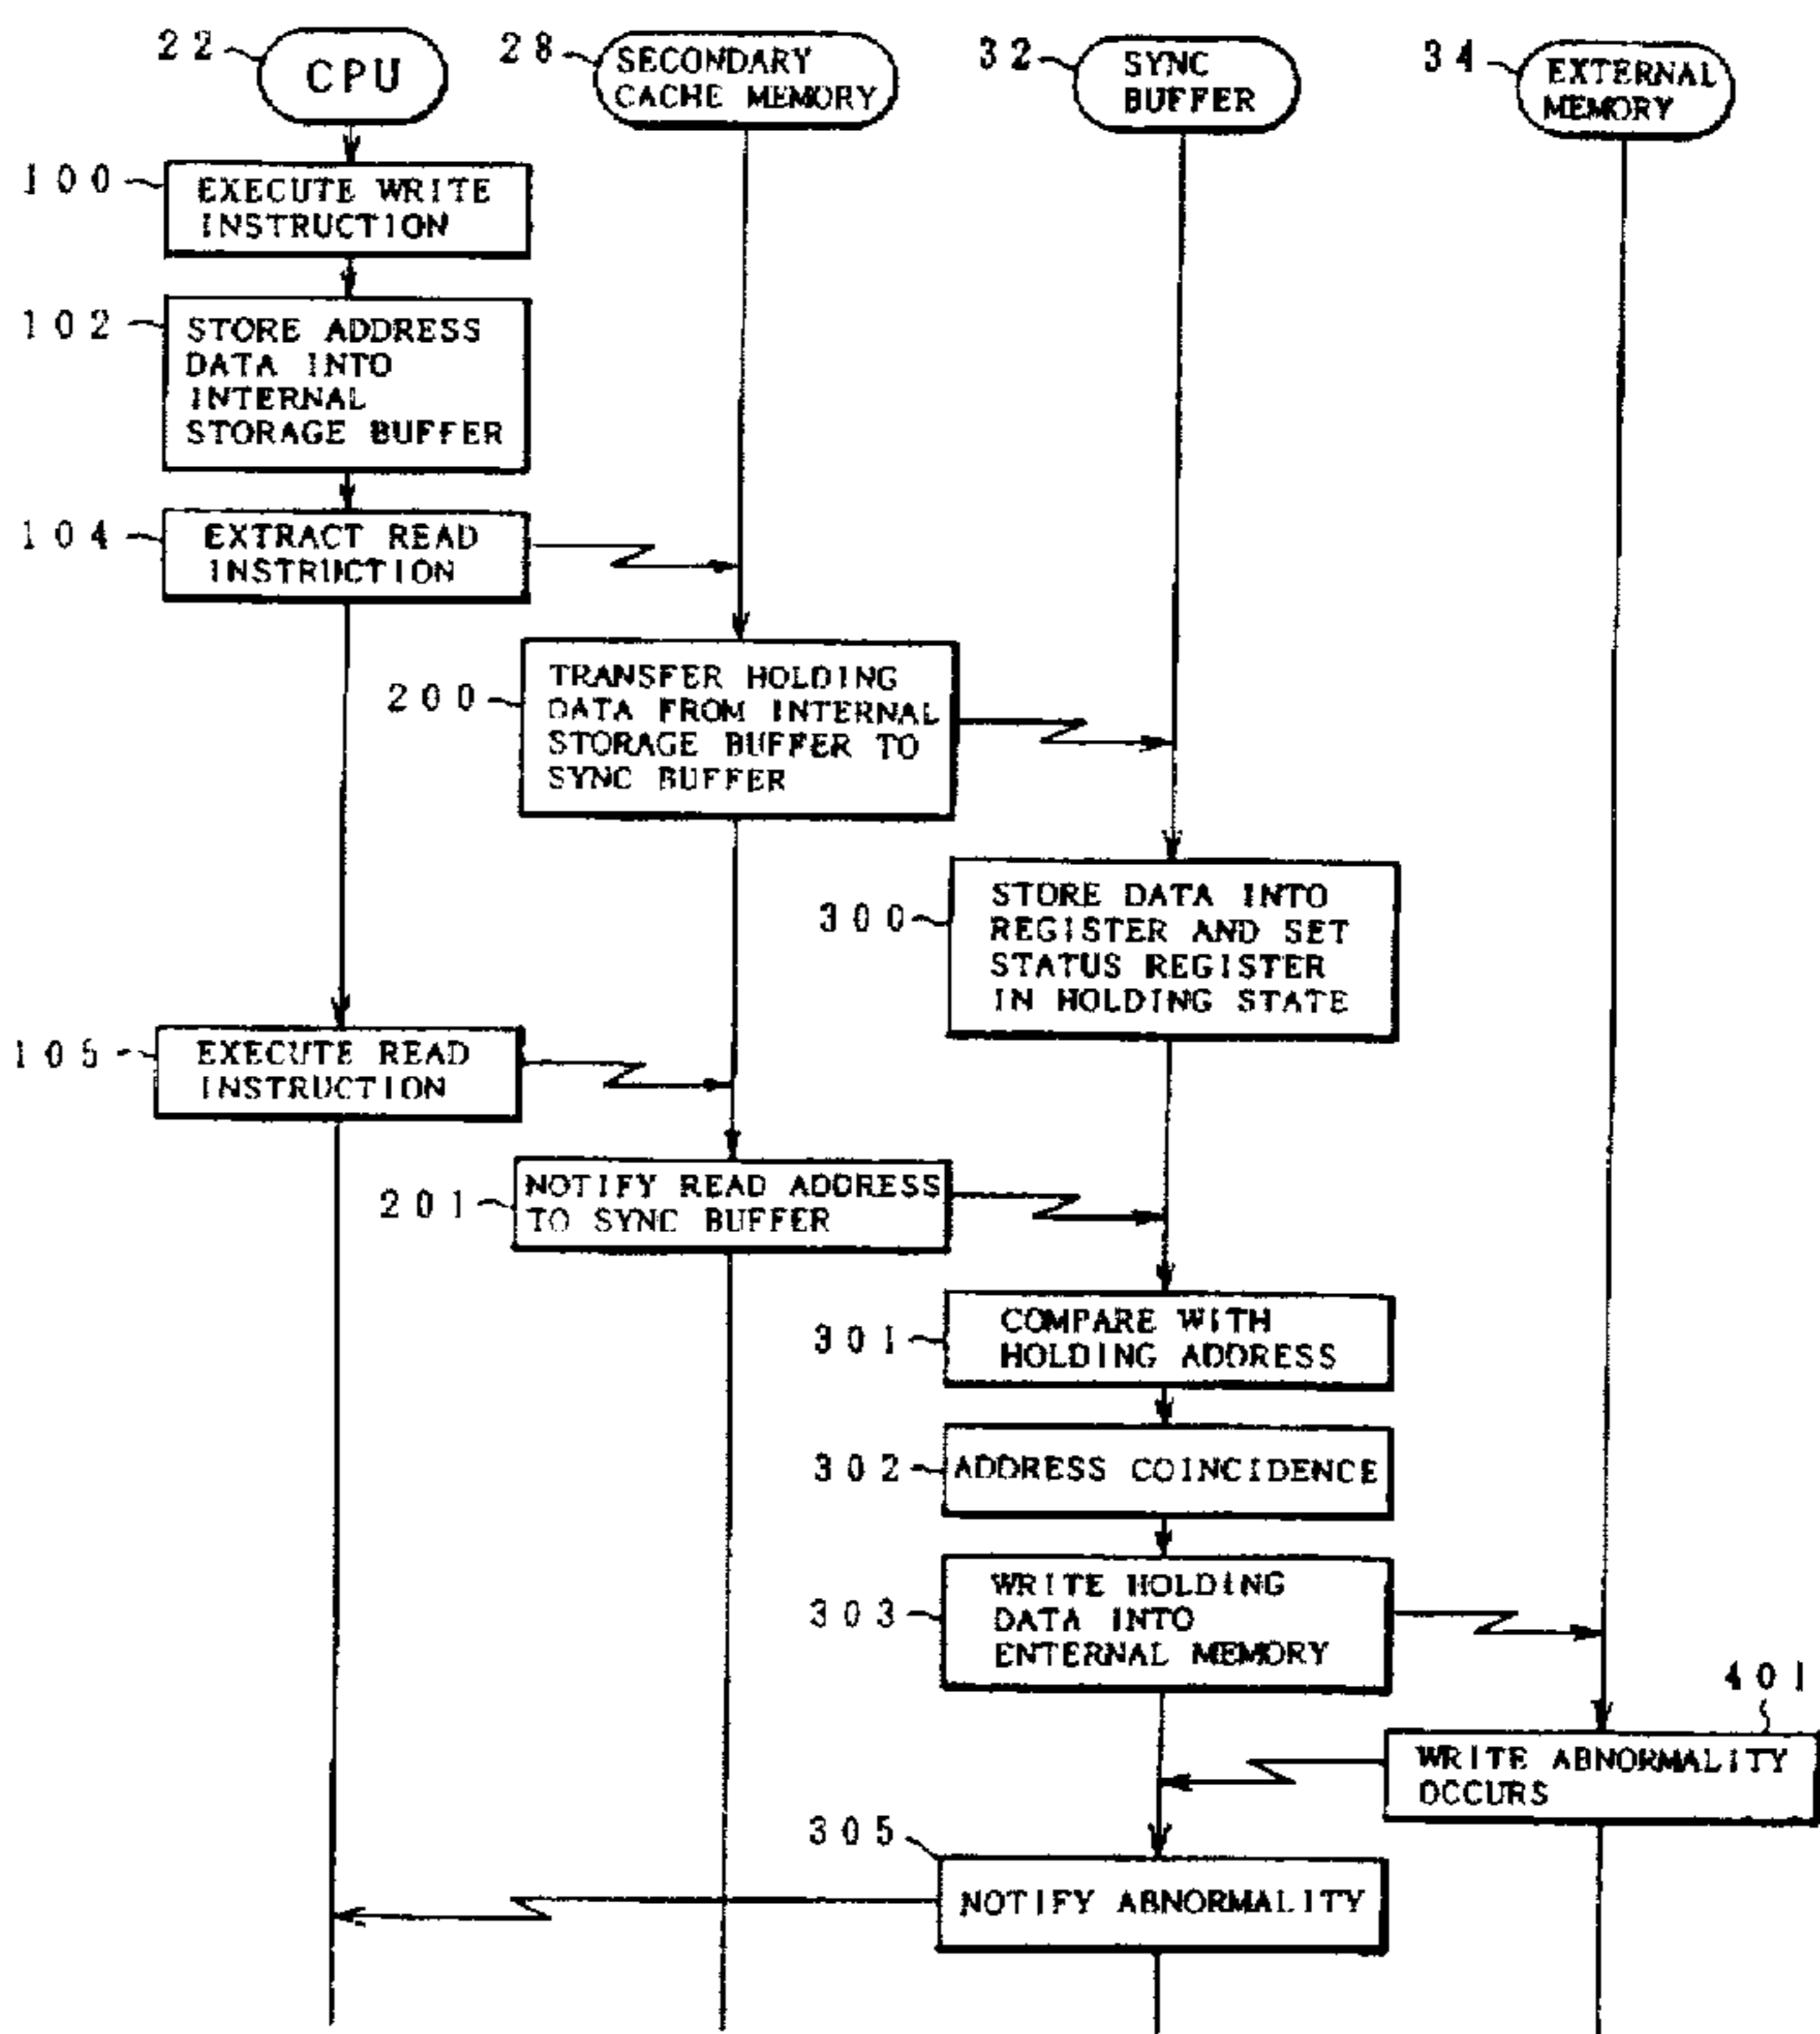 22
CPU
28
SECONDARY
CACHE MEMORY
32
SYNC
BUFFER
34
EXTERNAL
MEMORY
100
EXECUTE WRITE
INSTRUCTION
102
STORE ADDRESS
DATA INTO
INTERNAL
STORAGE BUFFER
104
EXTRACT READ
INSTRUCTION
200
TRANSFER HOLDING
DATA FROM INTERNAL
STORAGE BUFFER TO
SYNC BUFFER
300
STORE DATA INTO
REGISTER AND SET
STATUS REGISTER
IN HOLDING STATE
EXECUTE READ
INSTRUCTION
201
NOTIFY READ ADDRESS
TO SYNC BUFFER
301
COMPARE WITH
HOLDING ADDRESS
302
ADDRESS COINCIDENCE
303
WRITE HOLDING
DATA INTO
ENTERNAL MEMORY
401
WRITE ABNORMALITY
OCCURS
305
NOTIFY ABNORMALITY